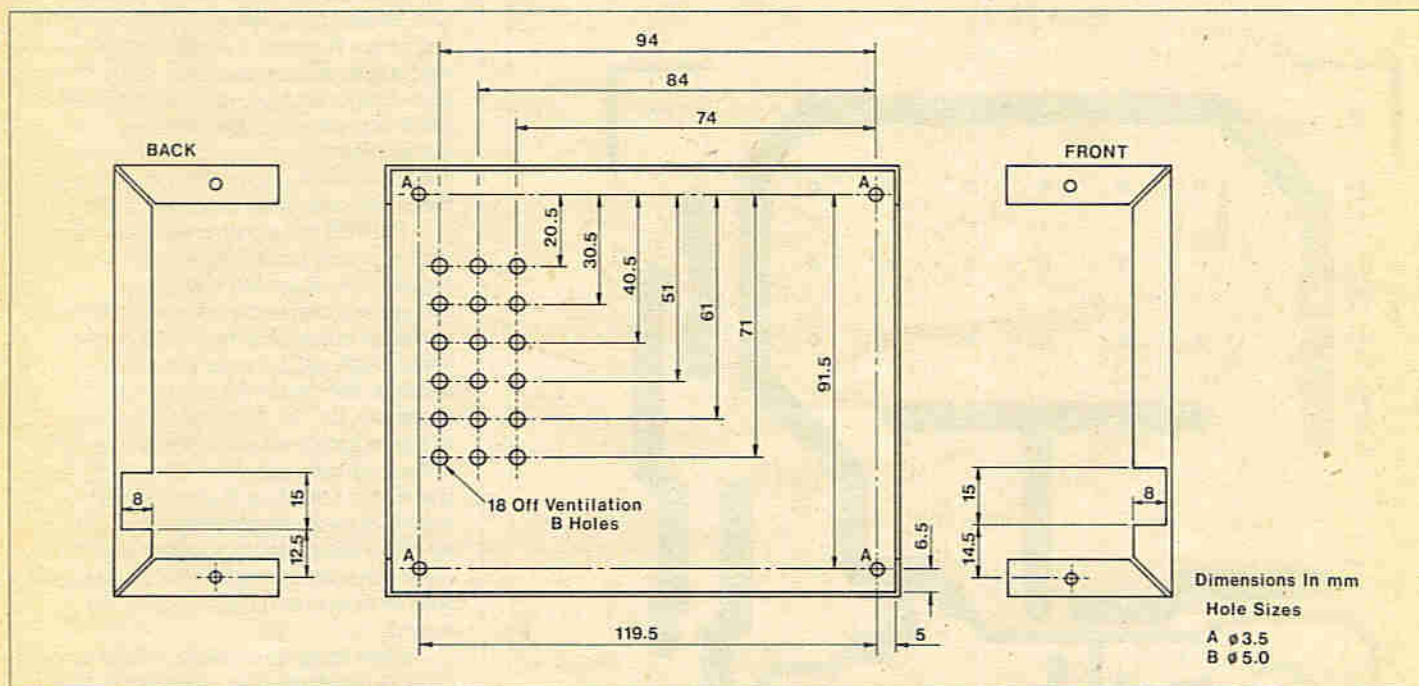 94
84
74
BACK
FRONT
A
A
20.5
30.5
40.5
51
61
71
91.5
8
15
12.5
18 Off Ventilation
B Holes
15
8
14.5
A
A
6.5
119.5
5
Dimensions In mm
Hole Sizes
A ø3.5
B ø5.0